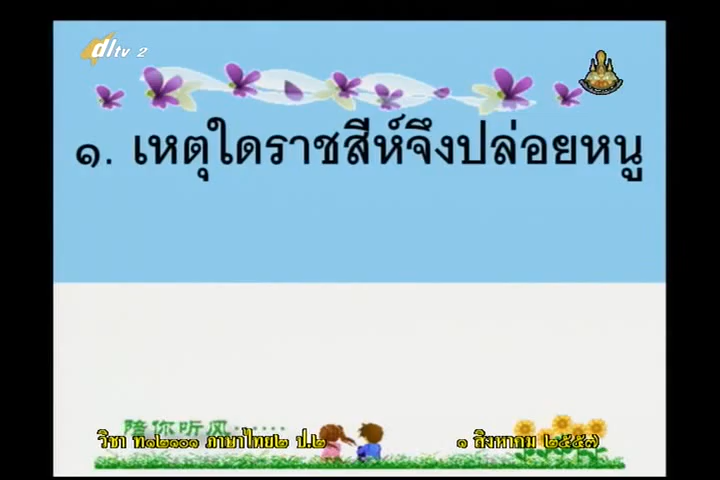 dltv 2
๑. เหตุใดราชสีห์จึงปล่อยหนู
陪你听风······
วิชา ท๑๒๑๐๑ ภาษาไทย๒ ป.๒
๑ สิงหาคม ๒๕๕๗